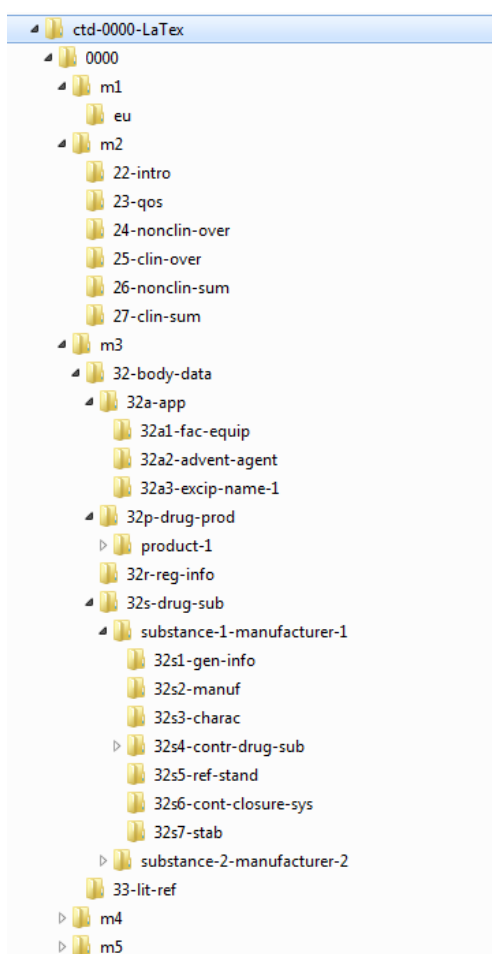 ctd-0000-LaTex
0000
m1
eu
m2
22-intro
23-qos
24-nonclin-over
25-clin-over
26-nonclin-sum
27-clin-sum
m3
32-body-data
32a-app
32a1-fac-equip
32a2-advent-agent
32a3-excip-name-1
32p-drug-prod
product-1
32r-reg-info
32s-drug-sub
substance-1-manufacturer-1
32s1-gen-info
32s2-manuf
32s3-charac
32s4-contr-drug-sub
32s5-ref-stand
32s6-cont-closure-sys
32s7-stab
substance-2-manufacturer-2
33-lit-ref
m4
m5